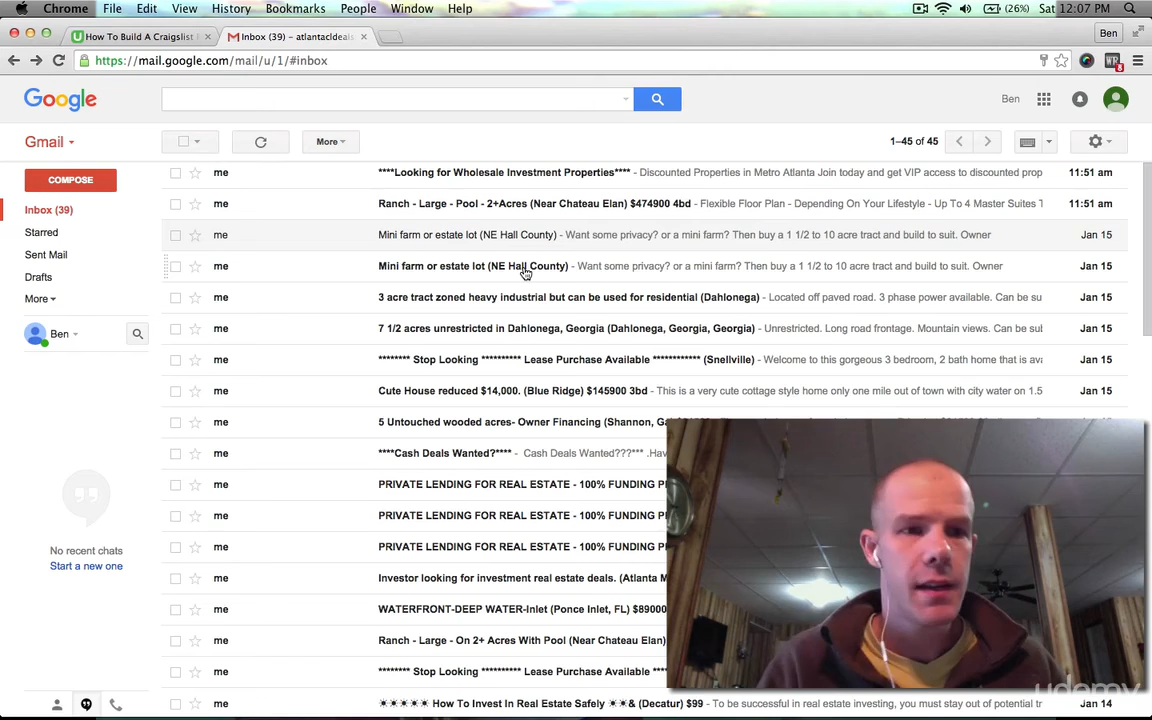 Chrome File Edit View History Bookmarks People Window Help (26%) Sat 12:07 PM
How To Build A Craigslist Inbox (39) - atlantacldeals Ben
https://mail.google.com/mail/u/1/#inbox
Google Ben
Gmail More 1–45 of 45
COMPOSE
Inbox (39)
Starred
Sent Mail
Drafts
More
Ben
No recent chats
Start a new one
me ****Looking for Wholesale Investment Properties**** - Discounted Properties in Metro Atlanta Join today and get VIP access to discounted prop 11:51 am
me Ranch - Large - Pool - 2+Acres (Near Chateau Elan) $474900 4bd - Flexible Floor Plan - Depending On Your Lifestyle - Up To 4 Master Suites T 11:51 am
me Mini farm or estate lot (NE Hall County) - Want some privacy? or a mini farm? Then buy a 1 1/2 to 10 acre tract and build to suit. Owner Jan 15
me Mini farm or estate lot (NE Hall County) - Want some privacy? or a mini farm? Then buy a 1 1/2 to 10 acre tract and build to suit. Owner Jan 15
me 3 acre tract zoned heavy industrial but can be used for residential (Dahlonega) - Located off paved road. 3 phase power available. Can be su Jan 15
me 7 1/2 acres unrestricted in Dahlonega, Georgia (Dahlonega, Georgia, Georgia) - Unrestricted. Long road frontage. Mountain views. Can be sub Jan 15
me ******** Stop Looking ********** Lease Purchase Available ************ (Snellville) - Welcome to this gorgeous 3 bedroom, 2 bath home that is ava Jan 15
me Cute House reduced $14,000. (Blue Ridge) $145900 3bd - This is a very cute cottage style home only one mile out of town with city water on 1.5 Jan 15
me 5 Untouched wooded acres- Owner Financing (Shannon, Ga
me ****Cash Deals Wanted?**** - Cash Deals Wanted???*** .Hav
me PRIVATE LENDING FOR REAL ESTATE - 100% FUNDING P
me PRIVATE LENDING FOR REAL ESTATE - 100% FUNDING P
me PRIVATE LENDING FOR REAL ESTATE - 100% FUNDING P
me Investor looking for investment real estate deals. (Atlanta M
me WATERFRONT-DEEP WATER-Inlet (Ponce Inlet, FL) $89000
me Ranch - Large - On 2+ Acres With Pool (Near Chateau Elan)
me ******** Stop Looking ********** Lease Purchase Available ***
me ☀☀☀☀☀ How To Invest In Real Estate Safely ☀☀& (Decatur) $99 - To be successful in real estate investing, you must stay out of potential tr Jan 14
udemy